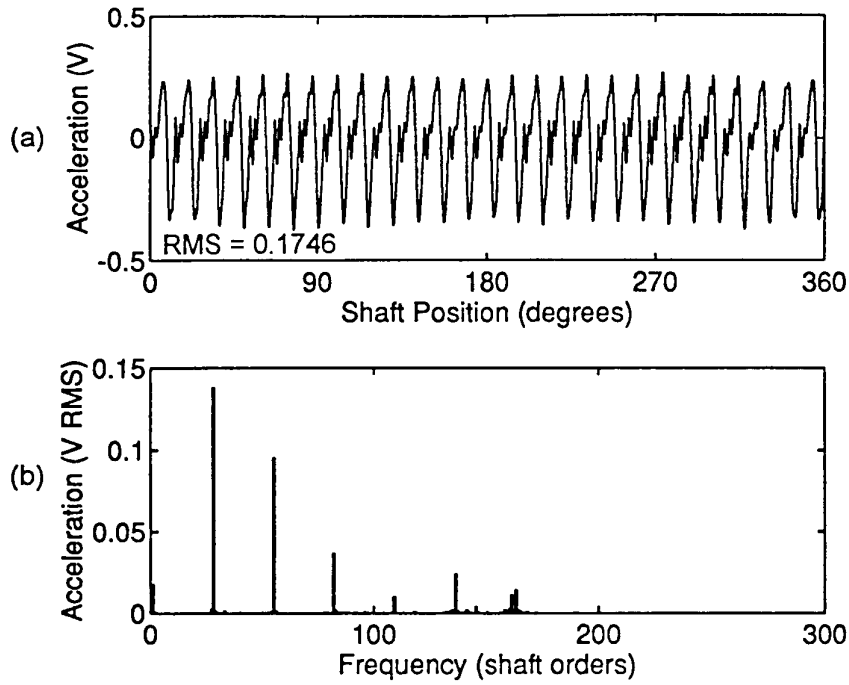 (a)
Acceleration (V)
0.5
0
-0.5
RMS = 0.1746
0 90 180 270 360
Shaft Position (degrees)
(b)
Acceleration (V RMS)
0.15
0.1
0.05
0
0 100 200 300
Frequency (shaft orders)